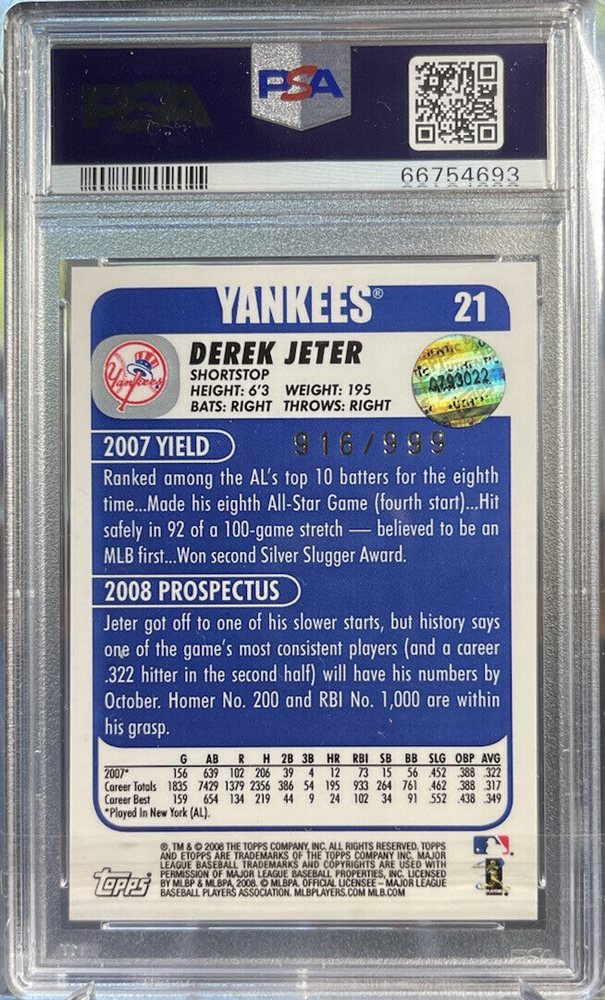 PSA
PSA
66754693
YANKEES® 21
Yankees
DEREK JETER
SHORTSTOP
HEIGHT: 6'3 WEIGHT: 195
BATS: RIGHT THROWS: RIGHT
2007 YIELD
916/999
Ranked among the AL's top 10 batters for the eighth
time...Made his eighth All-Star Game (fourth start)...Hit
safely in 92 of a 100-game stretch — believed to be an
MLB first...Won second Silver Slugger Award.
2008 PROSPECTUS
Jeter got off to one of his slower starts, but history says
one of the game's most consistent players (and a career
.322 hitter in the second half) will have his numbers by
October. Homer No. 200 and RBI No. 1,000 are within
his grasp.
G AB R H 2B 3B HR RBI SB BB SLG OBP AVG
2007* 156 639 102 206 39 4 12 73 15 56 .452 .388 .322
Career Totals 1835 7429 1379 2356 386 54 195 933 264 761 .462 .388 .317
Career Best 159 654 134 219 44 9 24 102 34 91 .552 .438 .349
*Played In New York (AL).
®, TM & © 2008 THE TOPPS COMPANY, INC. ALL RIGHTS RESERVED. TOPPS
AND ETOPPS ARE TRADEMARKS OF THE TOPPS COMPANY INC. MAJOR
LEAGUE BASEBALL TRADEMARKS AND COPYRIGHTS ARE USED WITH
PERMISSION OF MAJOR LEAGUE BASEBALL PROPERTIES, INC. LICENSED
BY MLBP & MLBPA, 2008. © MLBPA. OFFICIAL LICENSEE – MAJOR LEAGUE
BASEBALL PLAYERS ASSOCIATION. MLBPLAYERS.COM MLB.COM
Topps